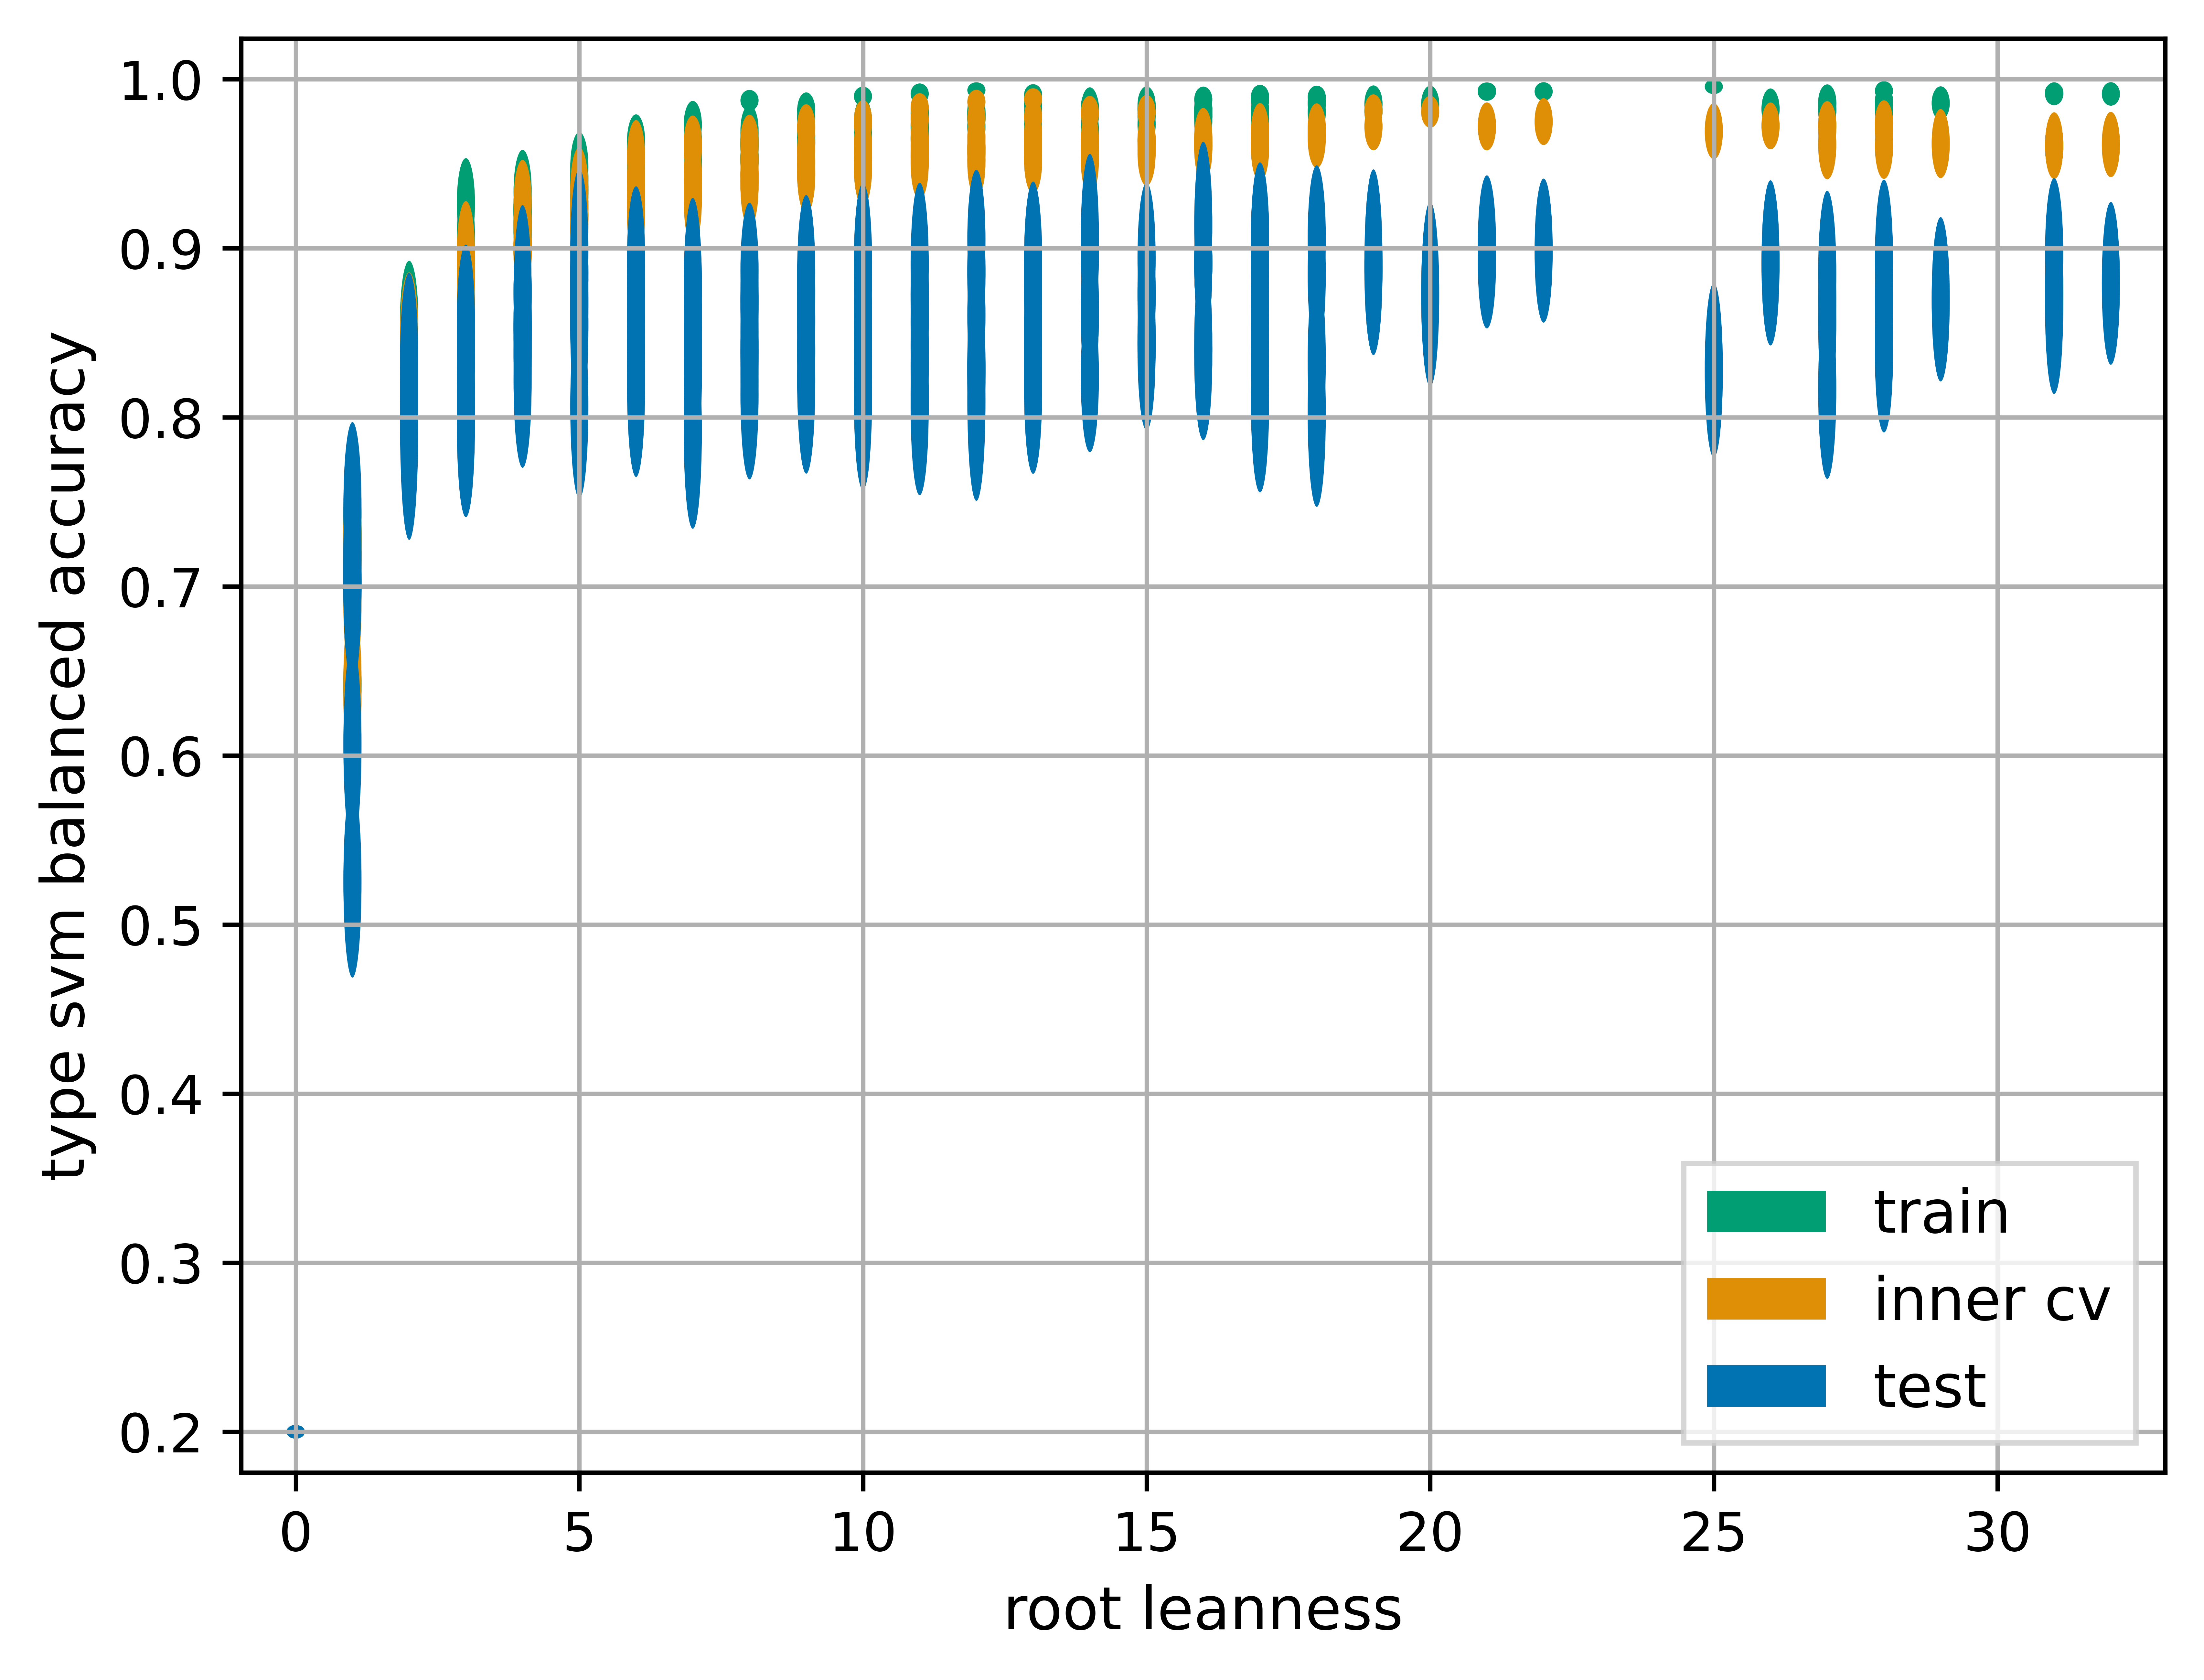 1.0
0.9
0.8
0.7
0.6
0.5
0.4
0.3
0.2
type svm balanced accuracy
train
inner cv
test
0 5 10 15 20 25 30
root leanness